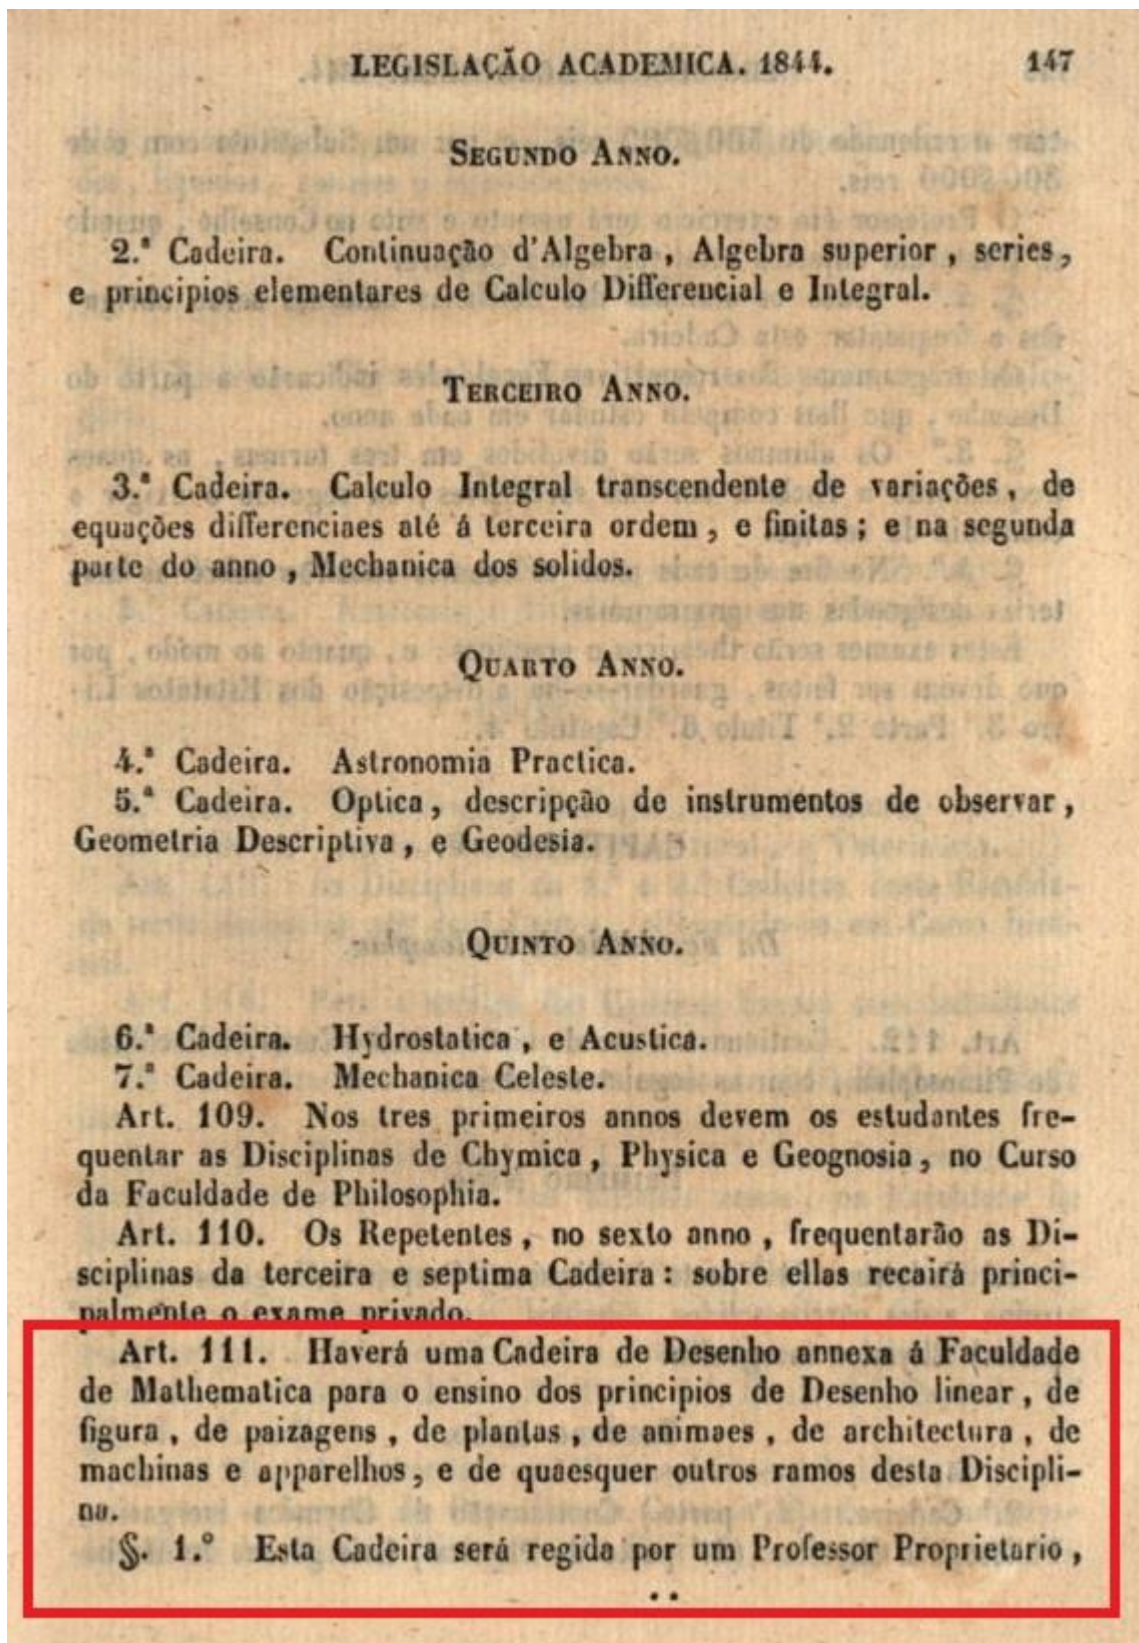 LEGISLAÇÃO ACADEMICA. 1844. 147
SEGUNDO ANNO.
2.ª Cadeira. Continuação d'Algebra, Algebra superior, series,
e principios elementares de Calculo Differencial e Integral.
TERCEIRO ANNO.
3.ª Cadeira. Calculo Integral transcendente de variações, de
equações differenciaes até á terceira ordem, e finitas; e na segunda
parte do anno, Mechanica dos solidos.
QUARTO ANNO.
4.ª Cadeira. Astronomia Practica.
5.ª Cadeira. Optica, descripção de instrumentos de observar,
Geometria Descriptiva, e Geodesia.
QUINTO ANNO.
6.ª Cadeira. Hydrostatica, e Acustica.
7.ª Cadeira. Mechanica Celeste.
Art. 109. Nos tres primeiros annos devem os estudantes fre-
quentar as Disciplinas de Chymica, Physica e Geognosia, no Curso
da Faculdade de Philosophia.
Art. 110. Os Repetentes, no sexto anno, frequentarão as Di-
sciplinas da terceira e septima Cadeira: sobre ellas recairá princi-
palmente o exame privado.
Art. 111. Haverá uma Cadeira de Desenho annexa á Faculdade
de Mathematica para o ensino dos principios de Desenho linear, de
figura, de paizagens, de plantas, de animaes, de architectura, de
machinas e apparelhos, e de quaesquer outros ramos desta Discipli-
na.
§. 1.º Esta Cadeira será regida por um Professor Proprietario,